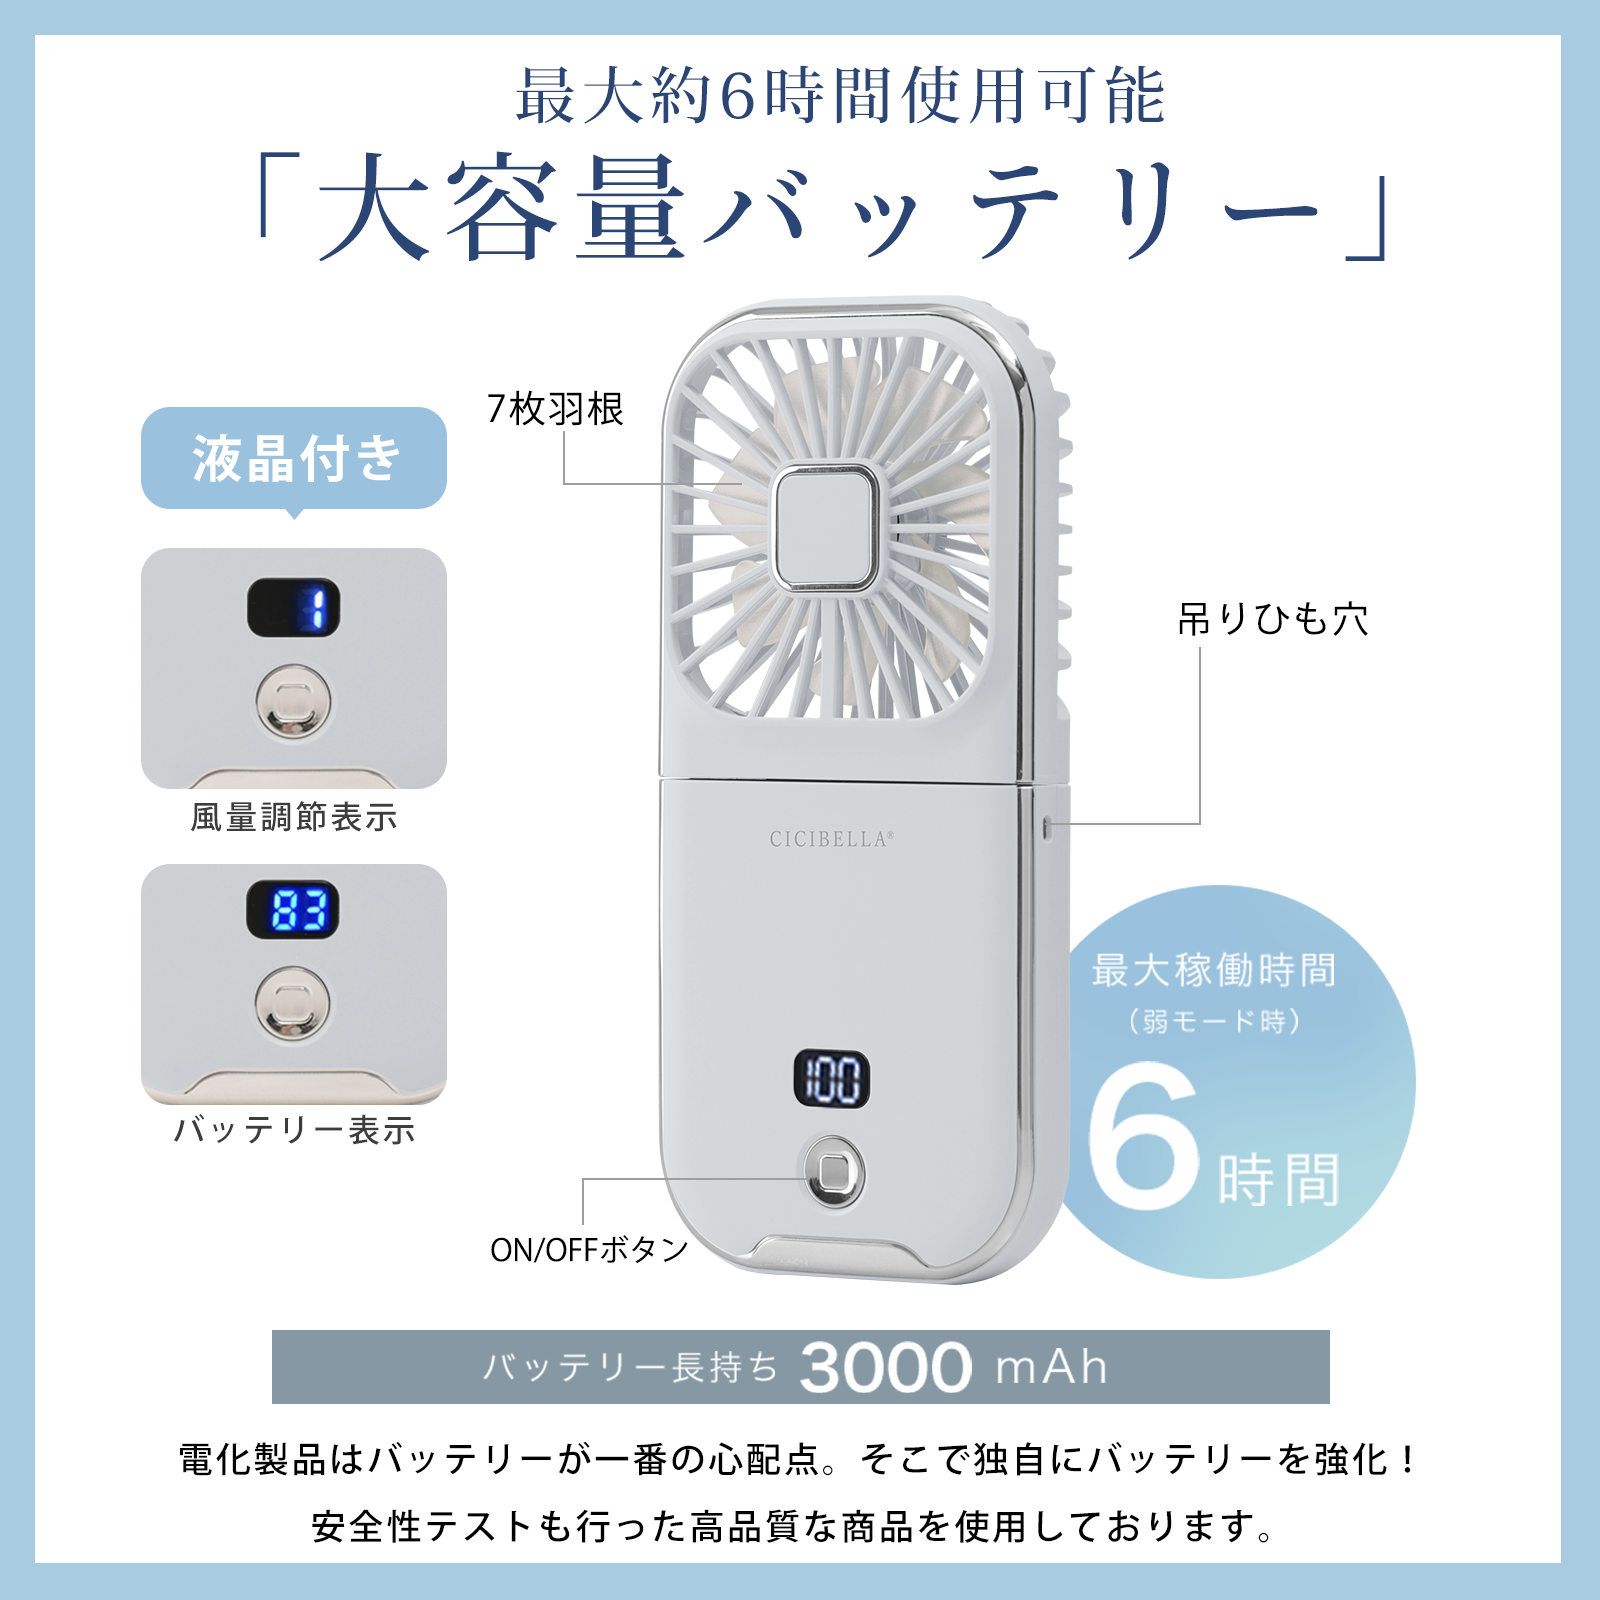 最大約6時間使用可能
「大容量バッテリー」
7枚羽根
液晶付き
1
風量調節表示
83
バッテリー表示
吊りひも穴
CICIBELLA®
100
ON/OFFボタン
最大稼働時間
（弱モード時）
6時間
バッテリー長持ち 3000 mAh
電化製品はバッテリーが一番の心配点。そこで独自にバッテリーを強化！
安全性テストも行った高品質な商品を使用しております。